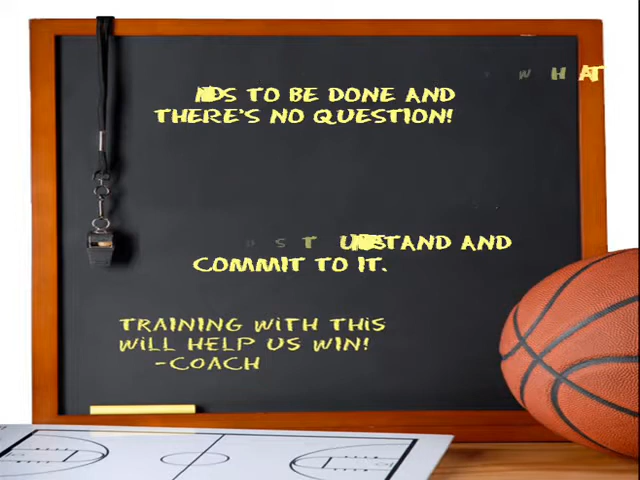 WHAT
TO BE DONE AND
THERE'S NO QUESTION!
AND
COMMIT TO IT.
TRAINING WITH THIS
WILL HELP US WIN!
-COACH